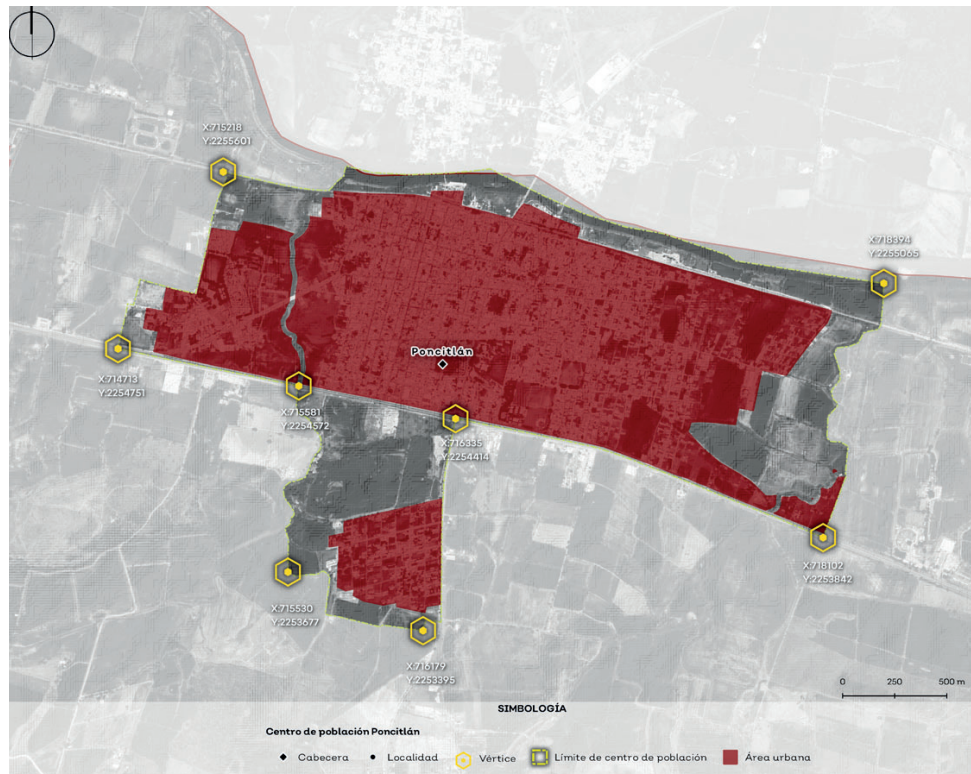 X:715218
Y:2255601
X:718394
Y:2255065
Poncitlán
X:714713
Y:2254751
X:715581
Y:2254572
X:716335
Y:2254414
X:718102
Y:2253842
X:715530
Y:2253677
X:716179
Y:2253395
0 250 500 m
SIMBOLOGÍA
Centro de población Poncitlán
Cabecera Localidad Vértice Límite de centro de población Área urbana